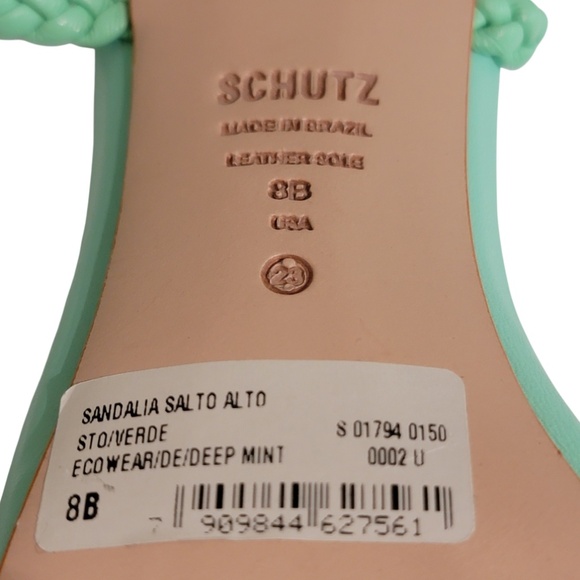 SCHUTZ
MADE IN BRAZIL
LEATHER SOLE
8B
USA
23
SANDALIA SALTO ALTO
STO/VERDE S 01794 0150
ECOWEAR/DE/DEEP MINT 0002 U
8B
7 909844 627561